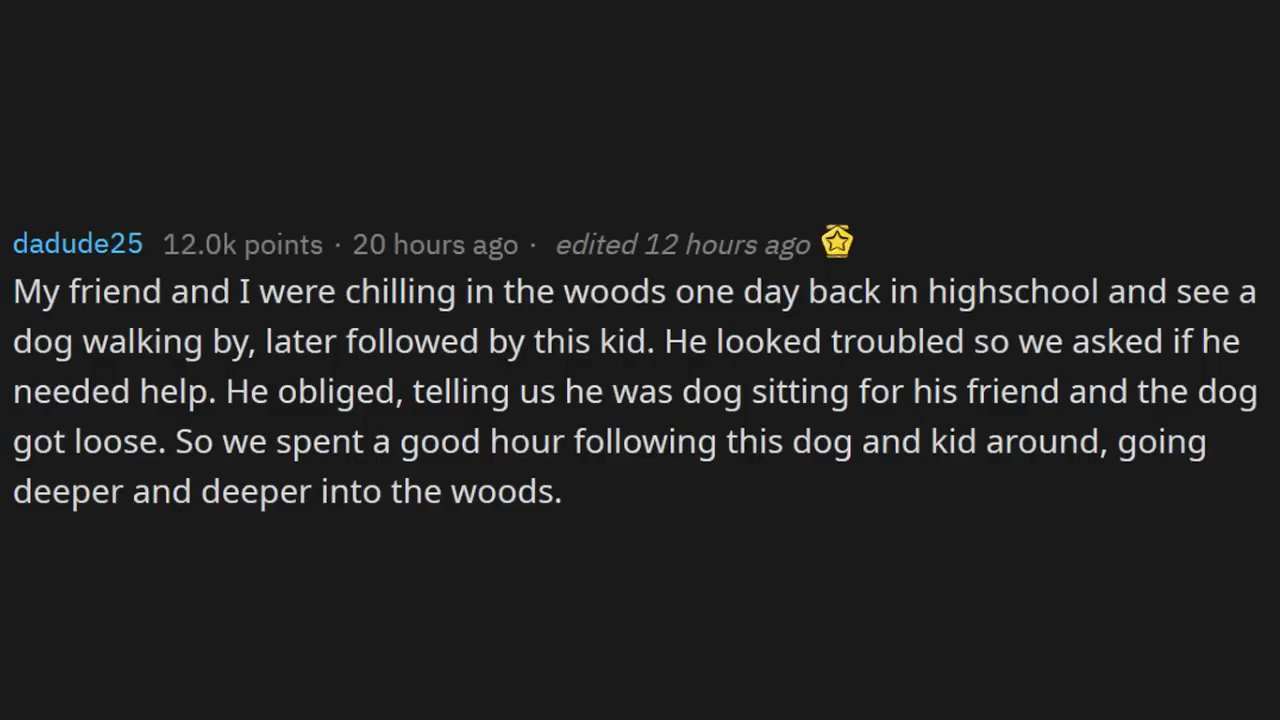 dadude25 12.0k points · 20 hours ago · edited 12 hours ago
My friend and I were chilling in the woods one day back in highschool and see a
dog walking by, later followed by this kid. He looked troubled so we asked if he
needed help. He obliged, telling us he was dog sitting for his friend and the dog
got loose. So we spent a good hour following this dog and kid around, going
deeper and deeper into the woods.